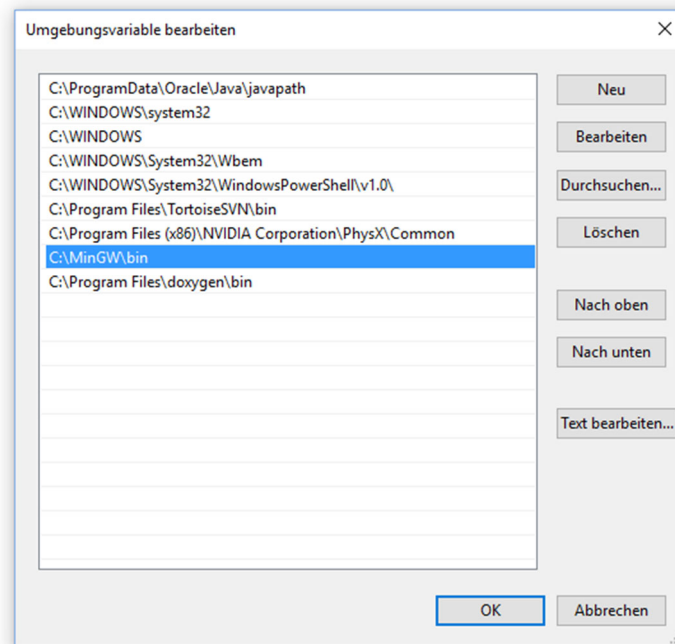 Umgebungsvariable bearbeiten
C:\ProgramData\Oracle\Java\javapath
C:\WINDOWS\system32
C:\WINDOWS
C:\WINDOWS\System32\Wbem
C:\WINDOWS\System32\WindowsPowerShell\v1.0\
C:\Program Files\TortoiseSVN\bin
C:\Program Files (x86)\NVIDIA Corporation\PhysX\Common
C:\MinGW\bin
C:\Program Files\doxygen\bin
Neu
Bearbeiten
Durchsuchen...
Löschen
Nach oben
Nach unten
Text bearbeiten...
OK
Abbrechen